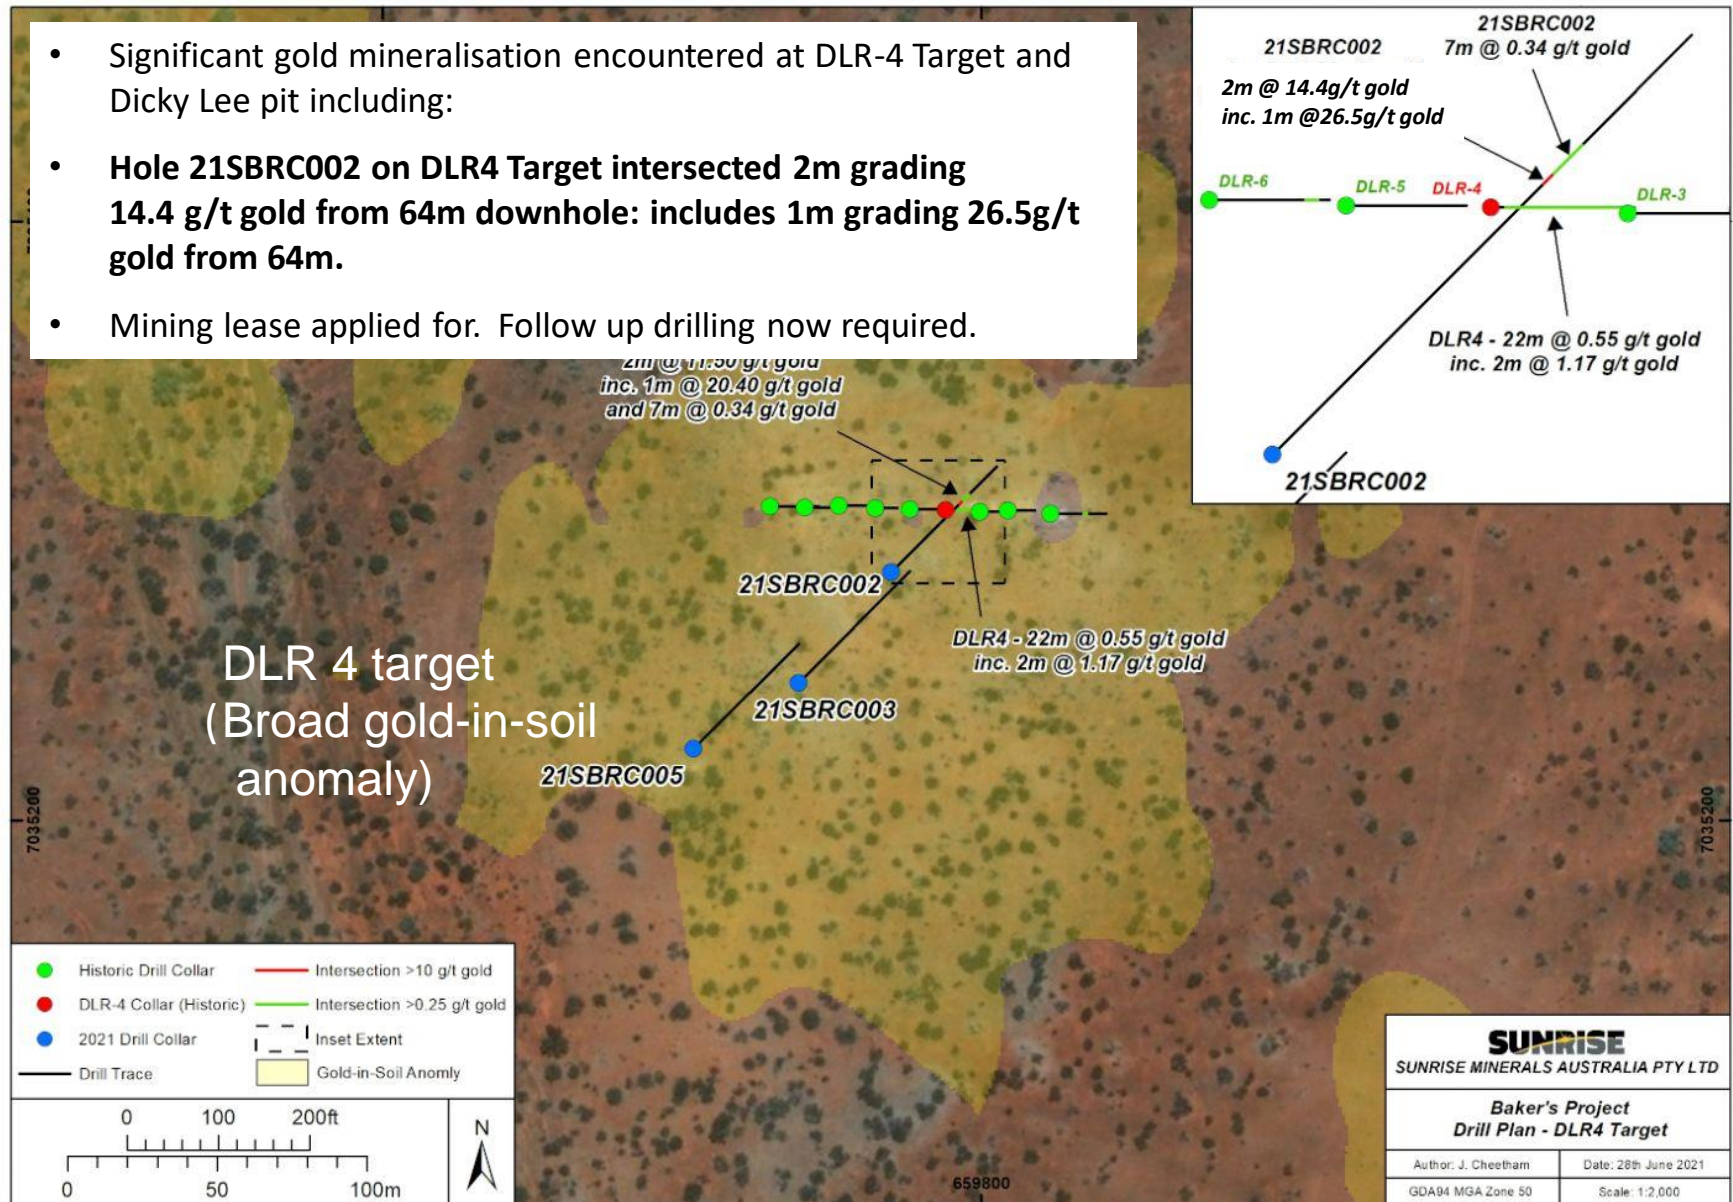 • Significant gold mineralisation encountered at DLR-4 Target and
Dicky Lee pit including:
• Hole 21SBRC002 on DLR4 Target intersected 2m grading
14.4 g/t gold from 64m downhole: includes 1m grading 26.5g/t
gold from 64m.
• Mining lease applied for. Follow up drilling now required.
21SBRC002
21SBRC002
7m @ 0.34 g/t gold
2m @ 14.4g/t gold
inc. 1m @26.5g/t gold
DLR-6
DLR-5
DLR-4
DLR-3
DLR4 - 22m @ 0.55 g/t gold
inc. 2m @ 1.17 g/t gold
21SBRC002
2m @ 11.50 g/t gold
inc. 1m @ 20.40 g/t gold
and 7m @ 0.34 g/t gold
21SBRC002
DLR4 - 22m @ 0.55 g/t gold
inc. 2m @ 1.17 g/t gold
21SBRC003
21SBRC005
DLR 4 target
(Broad gold-in-soil
anomaly)
7035200
7035200
659800
Historic Drill Collar
Intersection >10 g/t gold
DLR-4 Collar (Historic)
Intersection >0.25 g/t gold
2021 Drill Collar
Inset Extent
Drill Trace
Gold-in-Soil Anomly
0 100 200ft
0 50 100m
N
SUNRISE
SUNRISE MINERALS AUSTRALIA PTY LTD
Baker's Project
Drill Plan - DLR4 Target
Author: J. Cheetham
Date: 28th June 2021
GDA94 MGA Zone 50
Scale: 1:2,000